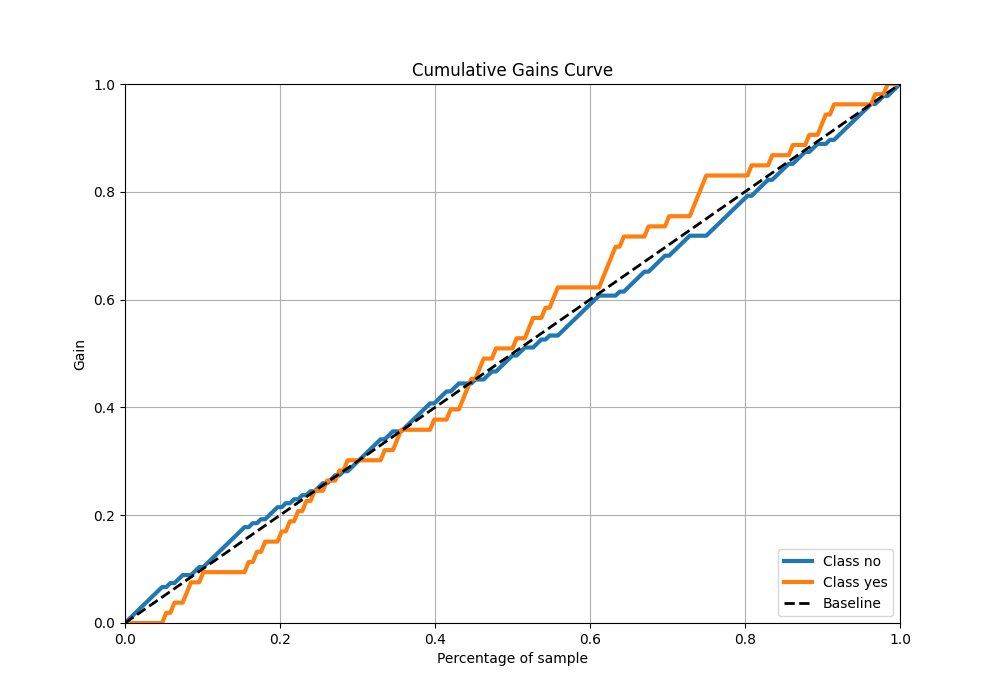 Cumulative Gains Curve
1.0
0.8
0.6
0.4
0.2
0.0
Gain
0.0 0.2 0.4 0.6 0.8 1.0
Percentage of sample
Class no
Class yes
Baseline